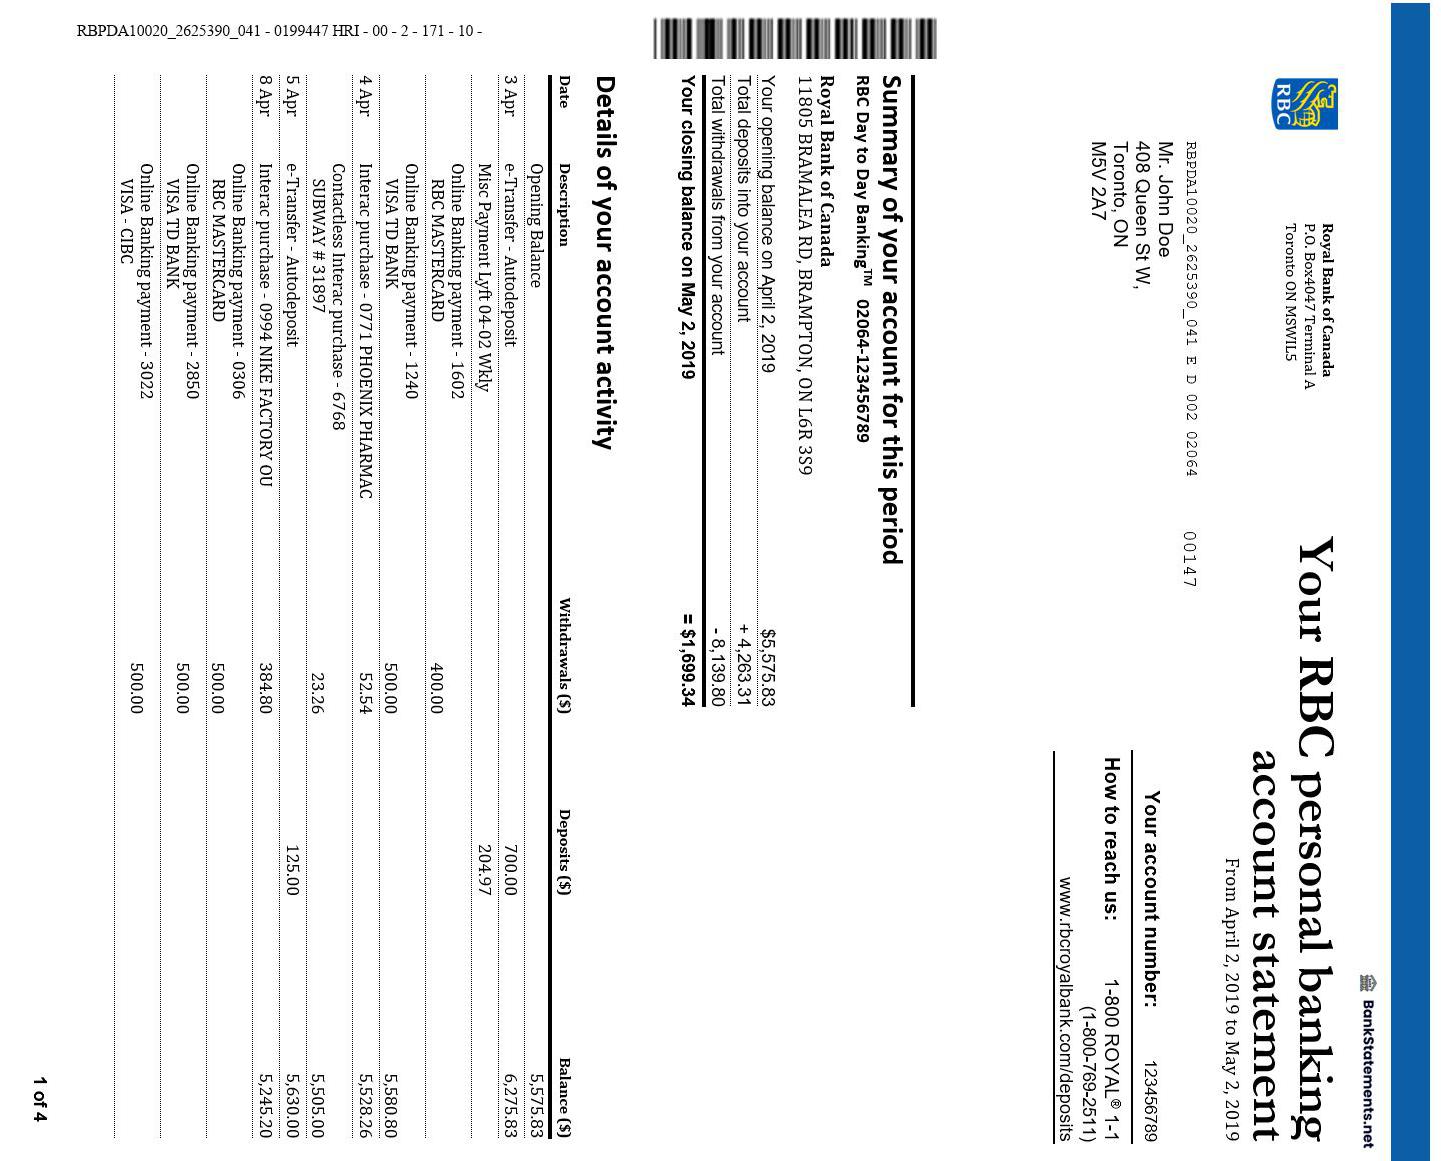 BankStatements.net
RBC
Royal Bank of Canada
P.O. Box4047 Terminal A
Toronto ON MSWIL5
Your RBC personal banking
account statement
From April 2, 2019 to May 2, 2019
RBPDA10020_2625390_041 E D 002 02064 00147
Mr. John Doe
408 Queen St W,
Toronto, ON
M5V 2A7
Your account number: 123456789
How to reach us: 1-800 ROYAL® 1-1
(1-800-769-2511)
www.rbcroyalbank.com/deposits
Summary of your account for this period
RBC Day to Day Banking™ 02064-123456789
Royal Bank of Canada
11805 BRAMALEA RD, BRAMPTON, ON L6R 3S9
Your opening balance on April 2, 2019 $5,575.83
Total deposits into your account + 4,263.31
Total withdrawals from your account - 8,139.80
Your closing balance on May 2, 2019 = $1,699.34
Details of your account activity
Date Description Withdrawals ($) Deposits ($) Balance ($)
Opening Balance 5,575.83
3 Apr e-Transfer - Autodeposit 700.00 6,275.83
Misc Payment Lyft 04-02 Wkly 204.97
Online Banking payment - 1602
RBC MASTERCARD 400.00
Online Banking payment - 1240
VISA TD BANK 500.00 5,580.80
4 Apr Interac purchase - 0771 PHOENIX PHARMAC 52.54 5,528.26
Contactless Interac purchase - 6768
SUBWAY # 31897 23.26 5,505.00
5 Apr e-Transfer - Autodeposit 125.00 5,630.00
8 Apr Interac purchase - 0994 NIKE FACTORY OU 384.80 5,245.20
Online Banking payment - 0306
RBC MASTERCARD 500.00
Online Banking payment - 2850
VISA TD BANK 500.00
Online Banking payment - 3022
VISA - CIBC 500.00
RBPDA10020_2625390_041 - 0199447 HRI - 00 - 2 - 171 - 10 -
1 of 4